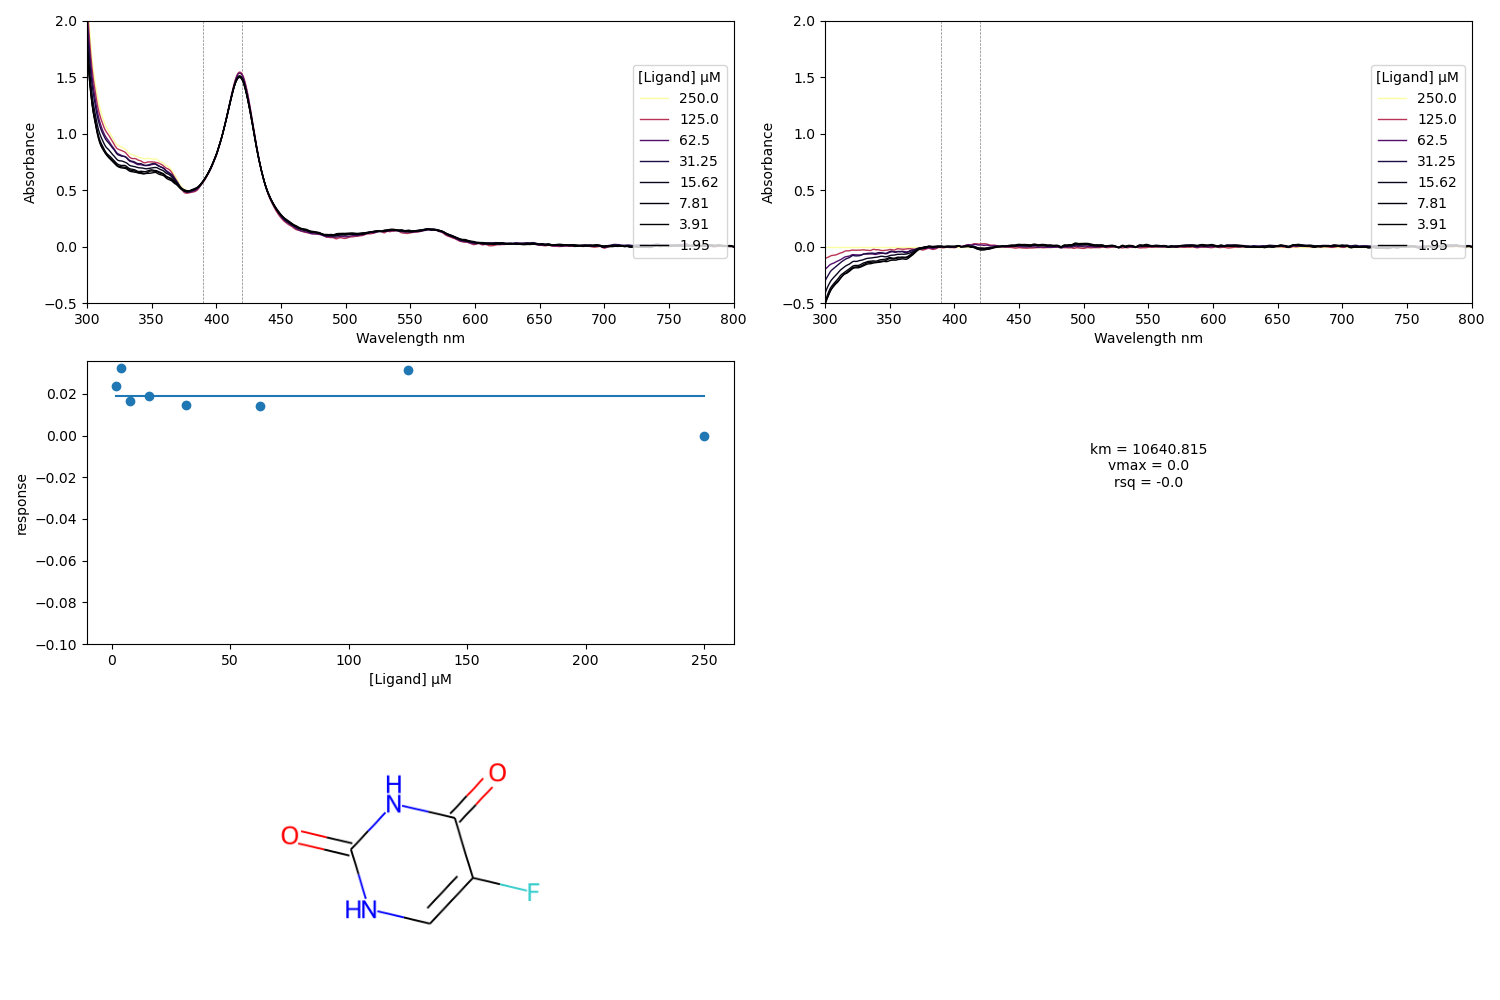 2.0
1.5
1.0
0.5
0.0
−0.5
Absorbance
300 350 400 450 500 550 600 650 700 750 800
Wavelength nm
[Ligand] µM
250.0
125.0
62.5
31.25
15.62
7.81
3.91
1.95
2.0
1.5
1.0
0.5
0.0
−0.5
Absorbance
300 350 400 450 500 550 600 650 700 750 800
Wavelength nm
[Ligand] µM
250.0
125.0
62.5
31.25
15.62
7.81
3.91
1.95
0.02
0.00
−0.02
−0.04
−0.06
−0.08
−0.10
response
0 50 100 150 200 250
[Ligand] µM
km = 10640.815
vmax = 0.0
rsq = -0.0
O
H
N
O
F
HN